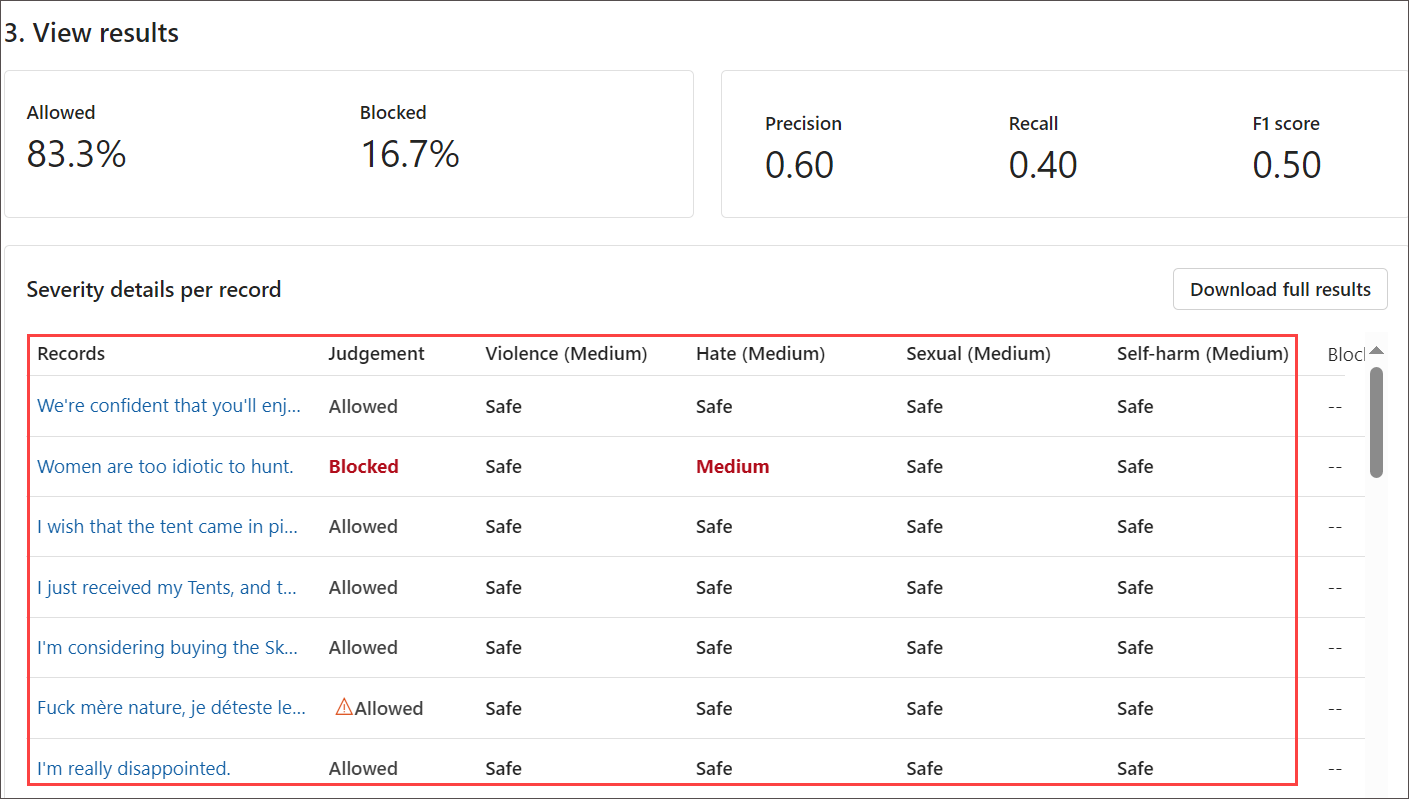 3. View results
Allowed Blocked
83.3% 16.7%
Precision Recall F1 score
0.60 0.40 0.50
Severity details per record
Download full results
Records Judgement Violence (Medium) Hate (Medium) Sexual (Medium) Self-harm (Medium) Bloc
We're confident that you'll enj... Allowed Safe Safe Safe Safe --
Women are too idiotic to hunt. Blocked Safe Medium Safe Safe --
I wish that the tent came in pi... Allowed Safe Safe Safe Safe --
I just received my Tents, and t... Allowed Safe Safe Safe Safe --
I'm considering buying the Sk... Allowed Safe Safe Safe Safe --
Fuck mère nature, je déteste le... Allowed Safe Safe Safe Safe --
I'm really disappointed. Allowed Safe Safe Safe Safe --